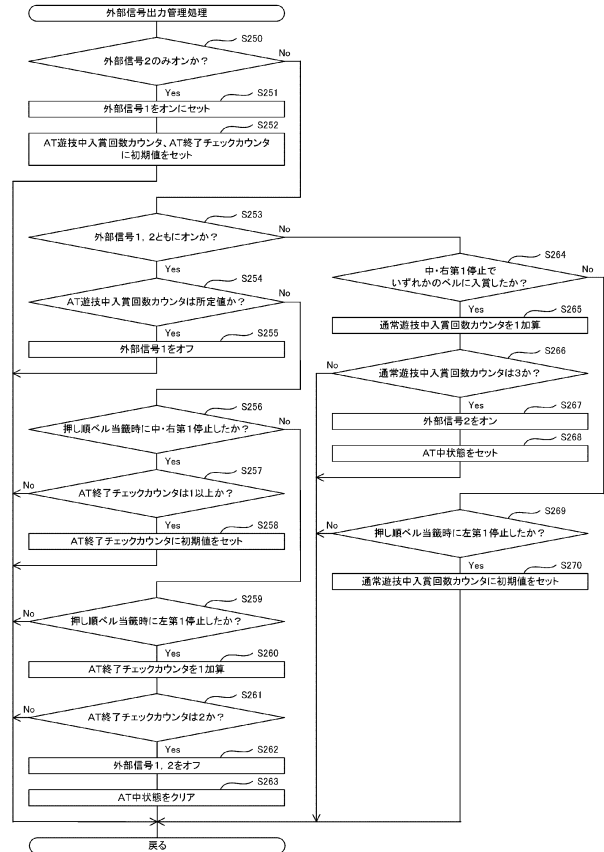 外部信号出力管理処理
S250
外部信号2のみオンか?
No
Yes
S251
外部信号1をオンにセット
S252
AT遊技中入賞回数カウンタ、AT終了チェックカウンタ
に初期値をセット
S253
外部信号1, 2ともにオンか?
No
Yes
S254
AT遊技中入賞回数カウンタは所定値か?
No
Yes
S255
外部信号1をオフ
S256
押し順ベル当籤時に中・右第1停止したか?
No
Yes
S257
AT終了チェックカウンタは1以上か?
No
Yes
S258
AT終了チェックカウンタに初期値をセット
S259
押し順ベル当籤時に左第1停止したか?
No
Yes
S260
AT終了チェックカウンタを1加算
S261
AT終了チェックカウンタは2か?
No
Yes
S262
外部信号1, 2をオフ
S263
AT中状態をクリア
S264
中・右第1停止で
いずれかのベルに入賞したか?
No
Yes
S265
通常遊技中入賞回数カウンタを1加算
S266
通常遊技中入賞回数カウンタは3か?
No
Yes
S267
外部信号2をオン
S268
AT中状態をセット
S269
押し順ベル当籤時に左第1停止したか?
No
Yes
S270
通常遊技中入賞回数カウンタに初期値をセット
戻る